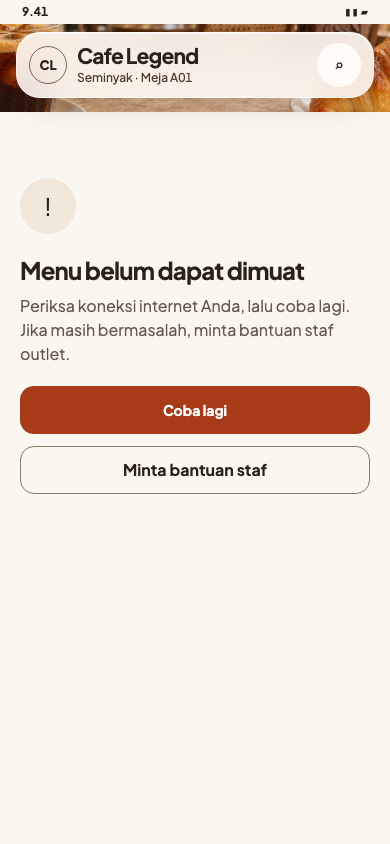 9.41
CL
Cafe Legend
Seminyak · Meja A01
!
Menu belum dapat dimuat
Periksa koneksi internet Anda, lalu coba lagi.
Jika masih bermasalah, minta bantuan staf
outlet.
Coba lagi
Minta bantuan staf